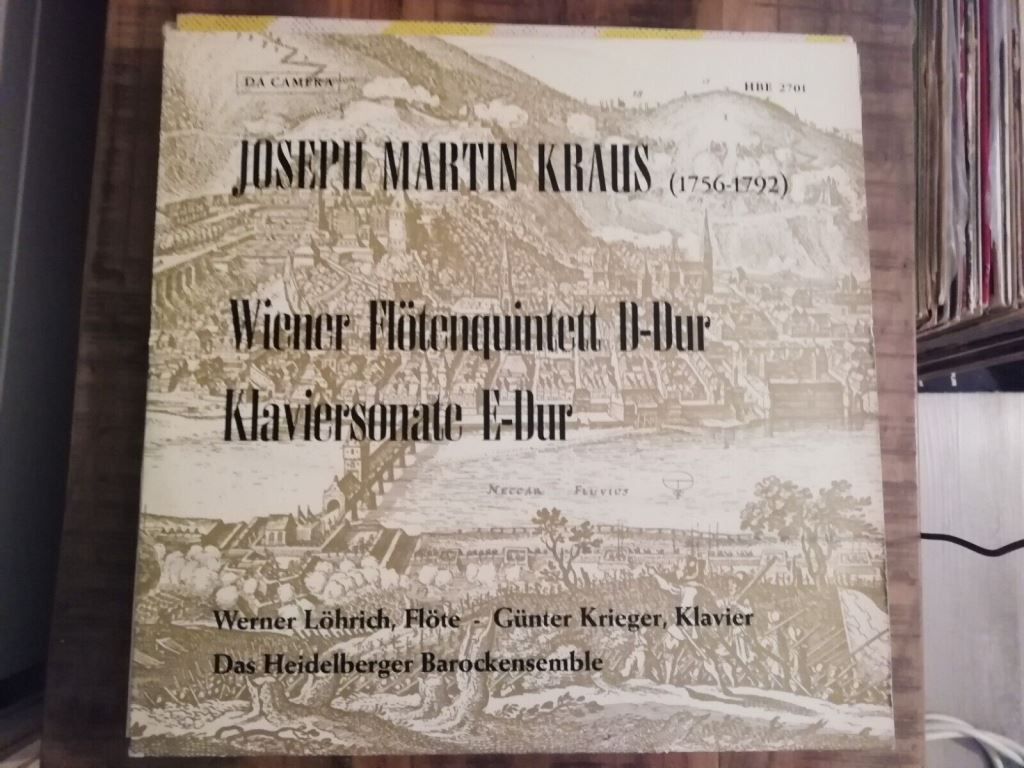 DA CAMERA
HBE 2701
JOSEPH MARTIN KRAUS (1756-1792)
Wiener Flötenquintett D-Dur
Klaviersonate E-Dur
NECCAR FLUVIUS
Werner Löhrich, Flöte - Günter Krieger, Klavier
Das Heidelberger Barockensemble